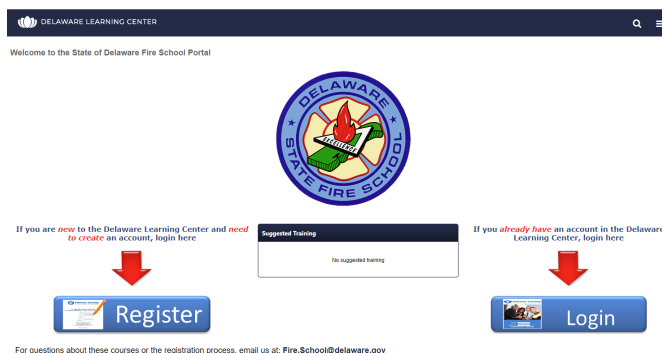 DELAWARE LEARNING CENTER
Welcome to the State of Delaware Fire School Portal
DELAWARE
EXCELLENCE
STATE FIRE SCHOOL
If you are new to the Delaware Learning Center and need
to create an account, login here
Suggested Training
No suggested training
If you already have an account in the Delaware
Learning Center, login here
Register
Login
For questions about these courses or the registration process, email us at: Fire.School@delaware.gov